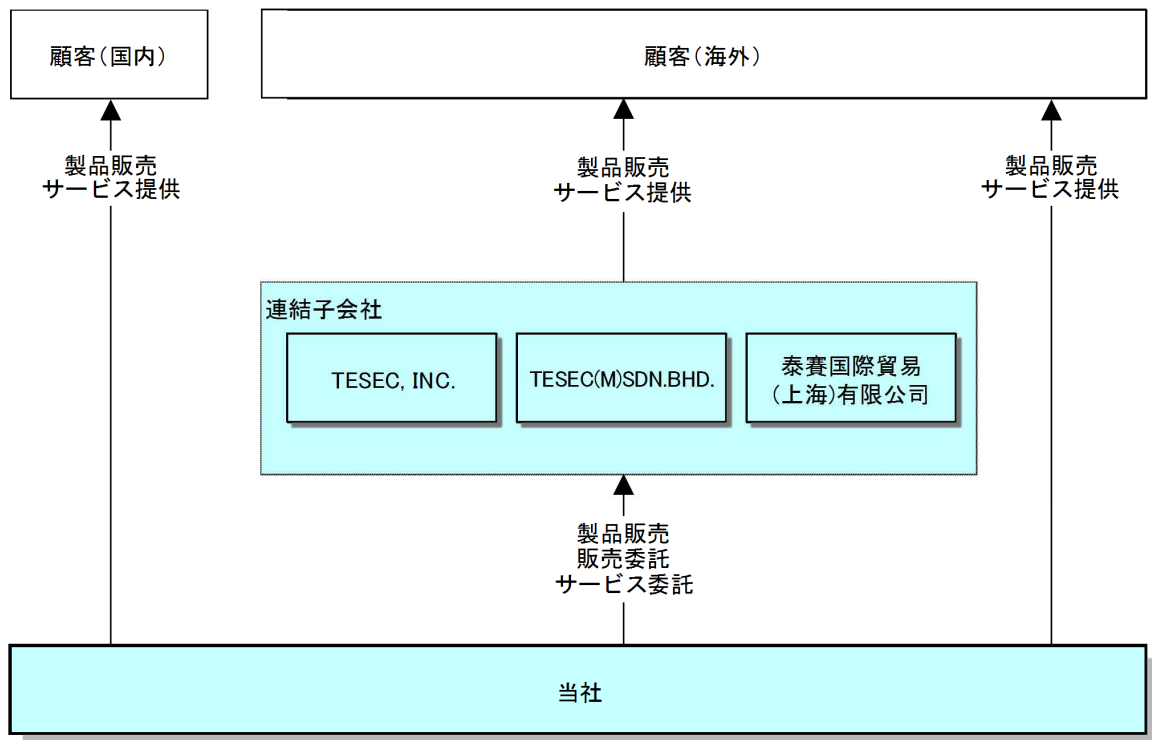 顧客（国内）
顧客（海外）
製品販売
サービス提供
製品販売
サービス提供
製品販売
サービス提供
連結子会社
TESEC, INC.
TESEC(M)SDN.BHD.
泰賽国際貿易
(上海)有限公司
製品販売
販売委託
サービス委託
当社